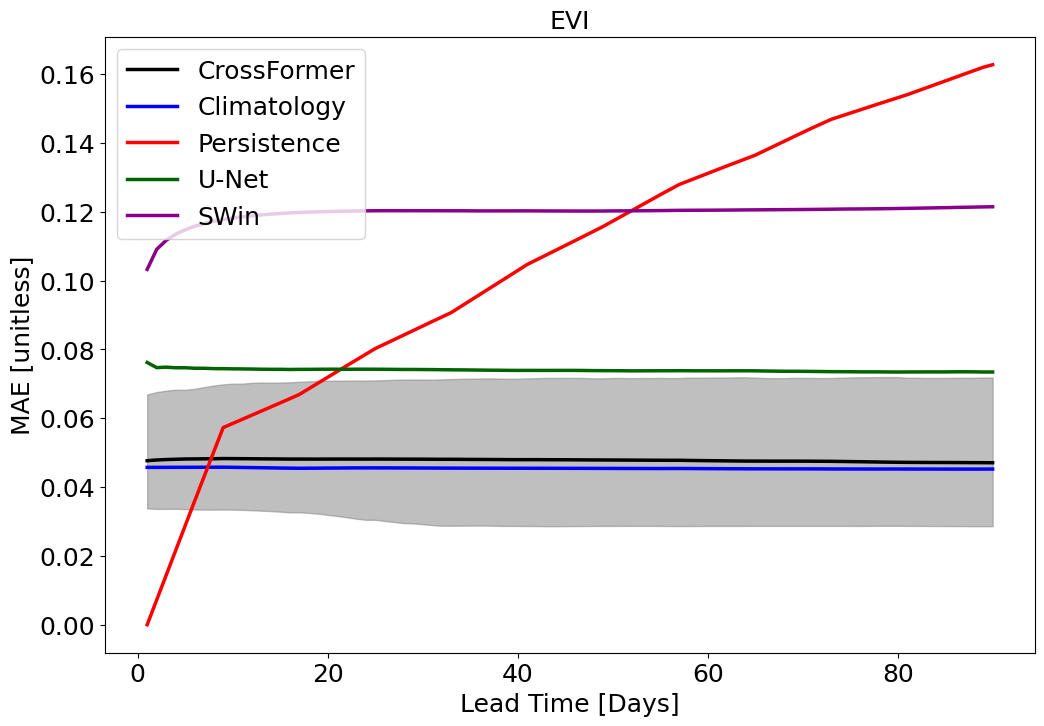 EVI
CrossFormer
Climatology
Persistence
U-Net
SWin
MAE [unitless]
0.16
0.14
0.12
0.10
0.08
0.06
0.04
0.02
0.00
0 20 40 60 80
Lead Time [Days]